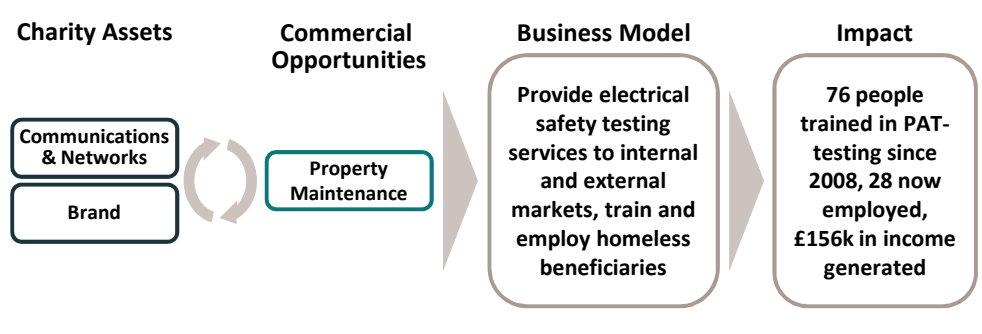 Charity Assets
Commercial
Opportunities
Business Model
Impact
Communications
& Networks
Brand
Property
Maintenance
Provide electrical
safety testing
services to internal
and external
markets, train and
employ homeless
beneficiaries
76 people
trained in PAT-
testing since
2008, 28 now
employed,
£156k in income
generated